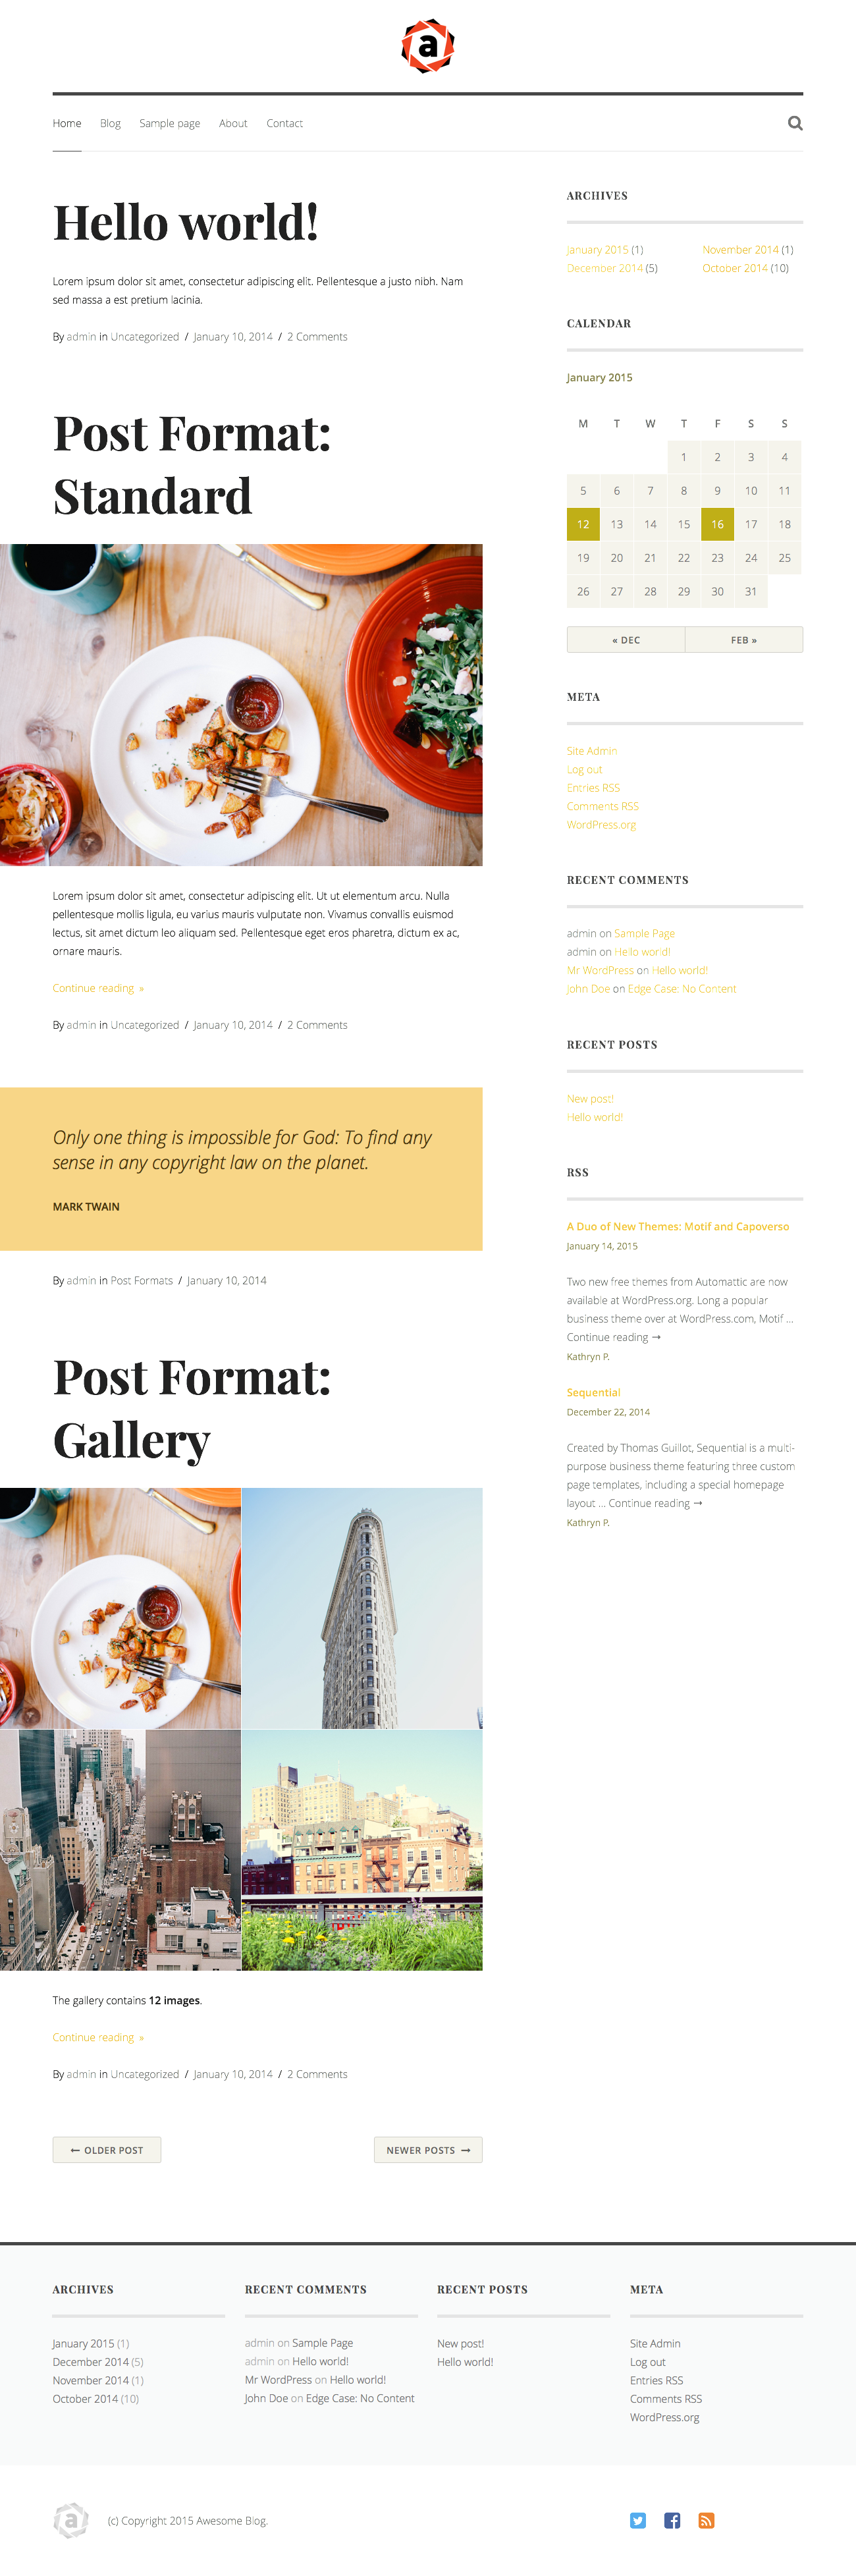 a
Home Blog Sample page About Contact
Hello world!
Lorem ipsum dolor sit amet, consectetur adipiscing elit. Pellentesque a justo nibh. Nam
sed massa a est pretium lacinia.
By admin in Uncategorized / January 10, 2014 / 2 Comments
Post Format:
Standard
Lorem ipsum dolor sit amet, consectetur adipiscing elit. Ut ut elementum arcu. Nulla
pellentesque mollis ligula, eu varius mauris vulputate non. Vivamus convallis euismod
lectus, sit amet dictum leo aliquam sed. Pellentesque eget eros pharetra, dictum ex ac,
ornare mauris.
Continue reading »
By admin in Uncategorized / January 10, 2014 / 2 Comments
Only one thing is impossible for God: To find any
sense in any copyright law on the planet.
MARK TWAIN
By admin in Post Formats / January 10, 2014
Post Format:
Gallery
The gallery contains 12 images.
Continue reading »
By admin in Uncategorized / January 10, 2014 / 2 Comments
← OLDER POST NEWER POSTS →
ARCHIVES
January 2015 (1) November 2014 (1)
December 2014 (5) October 2014 (10)
CALENDAR
January 2015
M T W T F S S
1 2 3 4
5 6 7 8 9 10 11
12 13 14 15 16 17 18
19 20 21 22 23 24 25
26 27 28 29 30 31
« DEC FEB »
META
Site Admin
Log out
Entries RSS
Comments RSS
WordPress.org
RECENT COMMENTS
admin on Sample Page
admin on Hello world!
Mr WordPress on Hello world!
John Doe on Edge Case: No Content
RECENT POSTS
New post!
Hello world!
RSS
A Duo of New Themes: Motif and Capoverso
January 14, 2015
Two new free themes from Automattic are now
available at WordPress.org. Long a popular
business theme over at WordPress.com, Motif ...
Continue reading →
Kathryn P.
Sequential
December 22, 2014
Created by Thomas Guillot, Sequential is a multi-
purpose business theme featuring three custom
page templates, including a special homepage
layout ... Continue reading →
Kathryn P.
ARCHIVES
January 2015 (1)
December 2014 (5)
November 2014 (1)
October 2014 (10)
RECENT COMMENTS
admin on Sample Page
admin on Hello world!
Mr WordPress on Hello world!
John Doe on Edge Case: No Content
RECENT POSTS
New post!
Hello world!
META
Site Admin
Log out
Entries RSS
Comments RSS
WordPress.org
a (c) Copyright 2015 Awesome Blog.